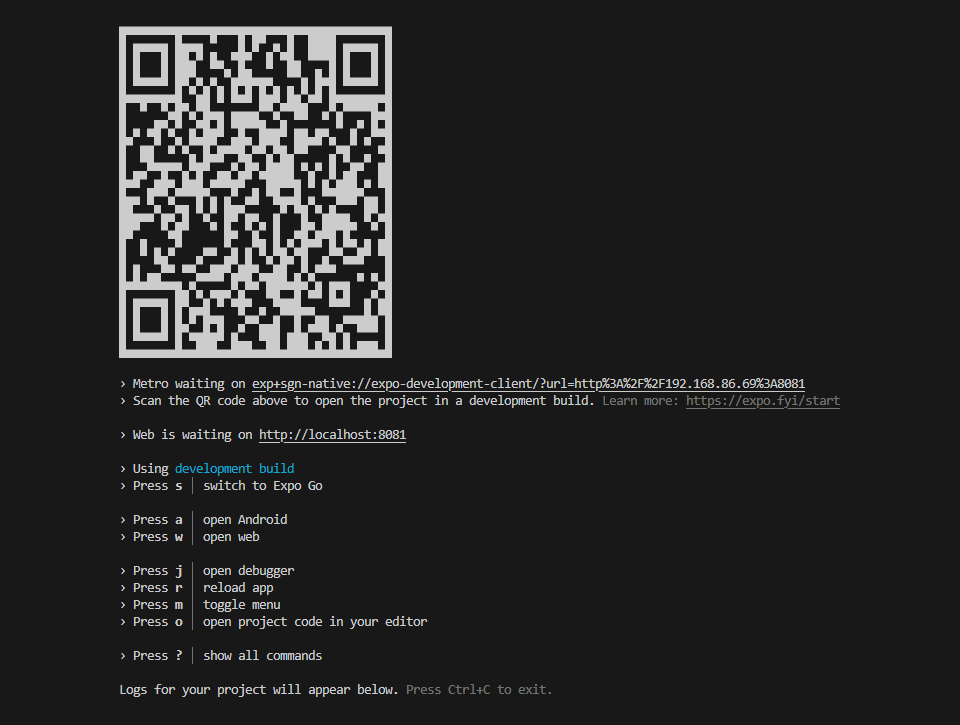 › Metro waiting on exp+sgn-native://expo-development-client/?url=http%3A%2F%2F192.168.86.69%3A8081
› Scan the QR code above to open the project in a development build. Learn more: https://expo.fyi/start
› Web is waiting on http://localhost:8081
› Using development build
› Press s │ switch to Expo Go
› Press a │ open Android
› Press w │ open web
› Press j │ open debugger
› Press r │ reload app
› Press m │ toggle menu
› Press o │ open project code in your editor
› Press ? │ show all commands
Logs for your project will appear below. Press Ctrl+C to exit.